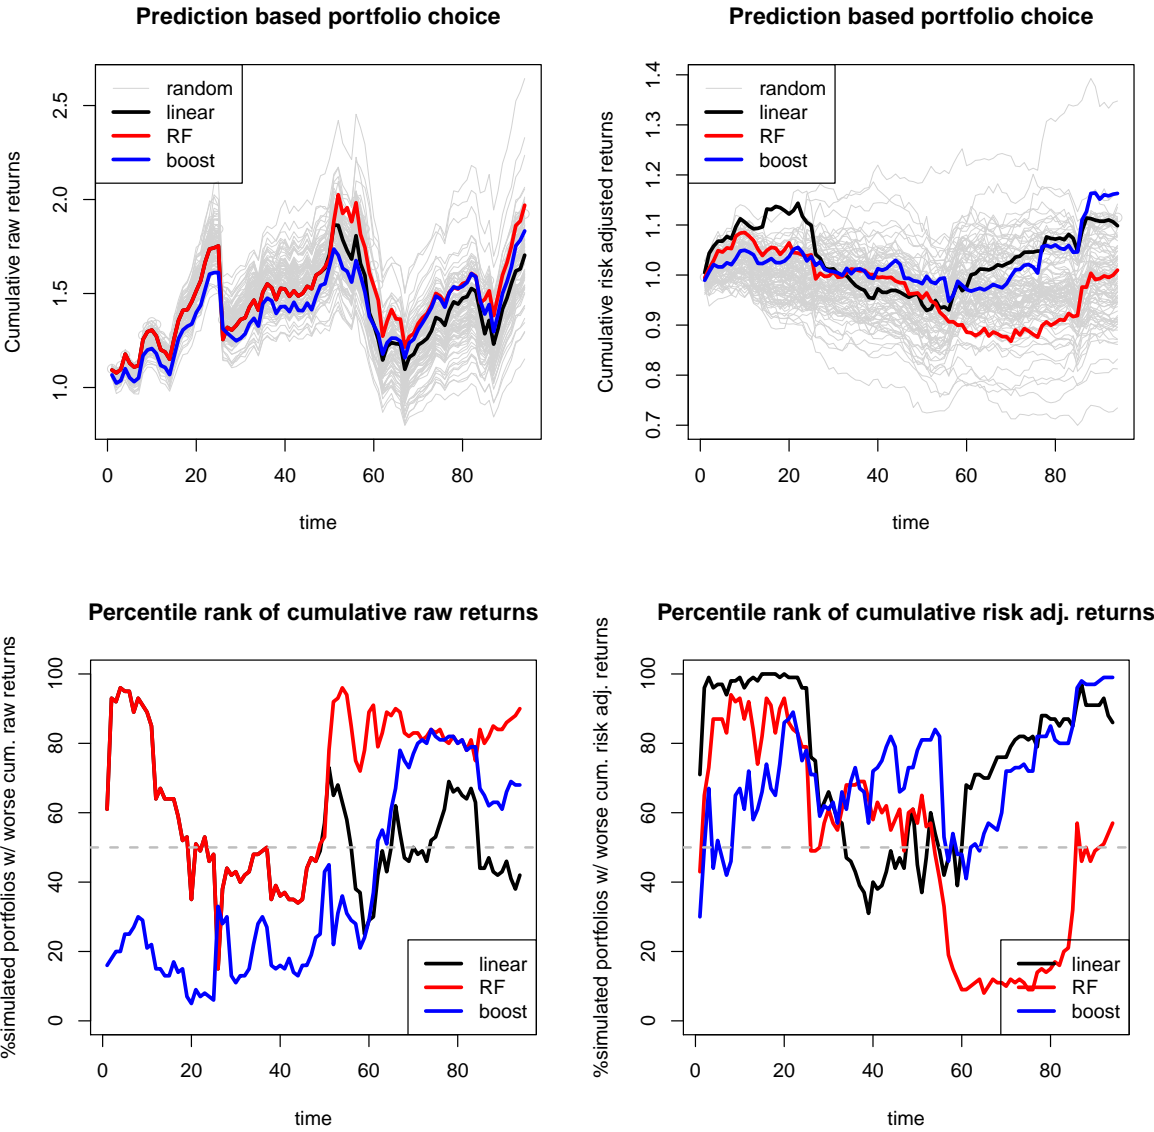 Prediction based portfolio choice
Cumulative raw returns
2.5
2.0
1.5
1.0
random
linear
RF
boost
0 20 40 60 80
time
Prediction based portfolio choice
Cumulative risk adjusted returns
1.4
1.3
1.2
1.1
1.0
0.9
0.8
0.7
random
linear
RF
boost
0 20 40 60 80
time
Percentile rank of cumulative raw returns
%simulated portfolios w/ worse cum. raw returns
100
80
60
40
20
0
linear
RF
boost
0 20 40 60 80
time
Percentile rank of cumulative risk adj. returns
%simulated portfolios w/ worse cum. risk adj. returns
100
80
60
40
20
0
linear
RF
boost
0 20 40 60 80
time